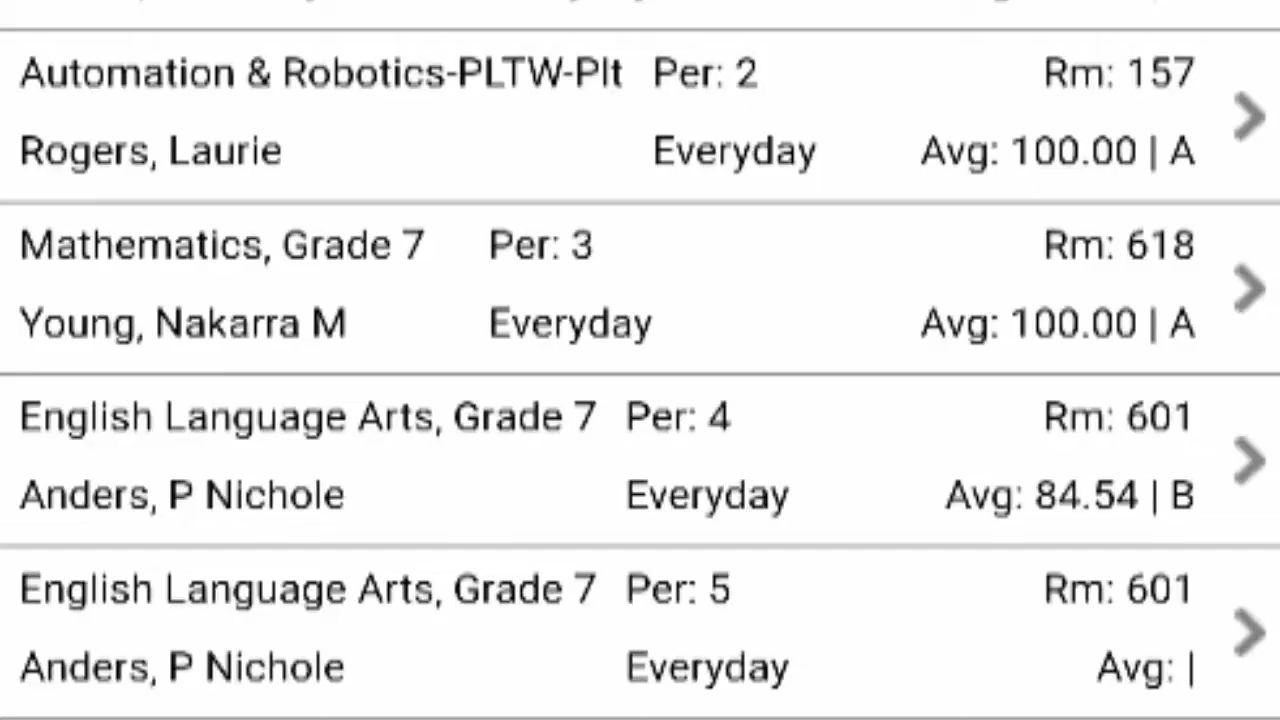 Automation & Robotics-PLTW-Plt Per: 2 Rm: 157
Rogers, Laurie Everyday Avg: 100.00 | A
Mathematics, Grade 7 Per: 3 Rm: 618
Young, Nakarra M Everyday Avg: 100.00 | A
English Language Arts, Grade 7 Per: 4 Rm: 601
Anders, P Nichole Everyday Avg: 84.54 | B
English Language Arts, Grade 7 Per: 5 Rm: 601
Anders, P Nichole Everyday Avg: |